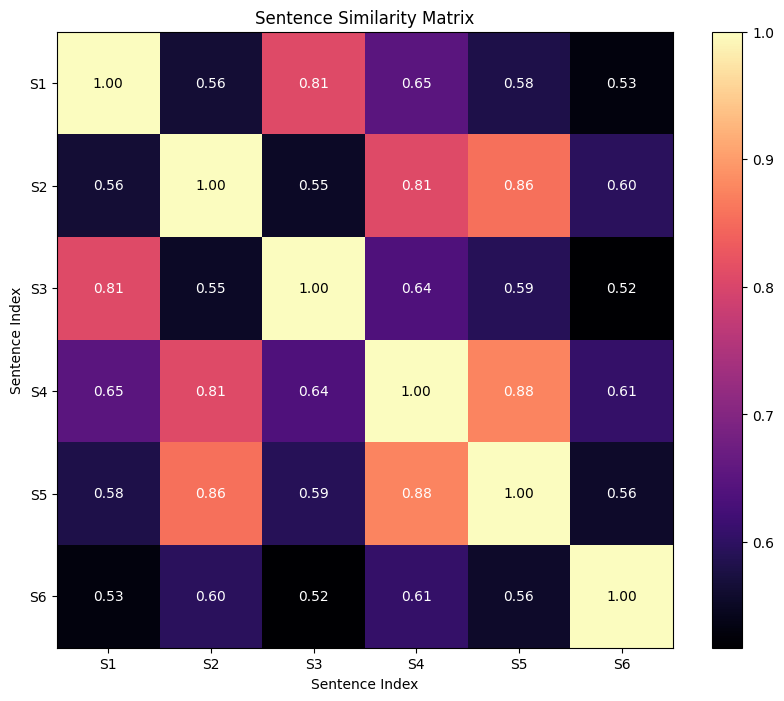 Sentence Similarity Matrix
S1 1.00 0.56 0.81 0.65 0.58 0.53
S2 0.56 1.00 0.55 0.81 0.86 0.60
S3 0.81 0.55 1.00 0.64 0.59 0.52
S4 0.65 0.81 0.64 1.00 0.88 0.61
S5 0.58 0.86 0.59 0.88 1.00 0.56
S6 0.53 0.60 0.52 0.61 0.56 1.00
S1 S2 S3 S4 S5 S6
Sentence Index
Sentence Index
1.0
0.9
0.8
0.7
0.6